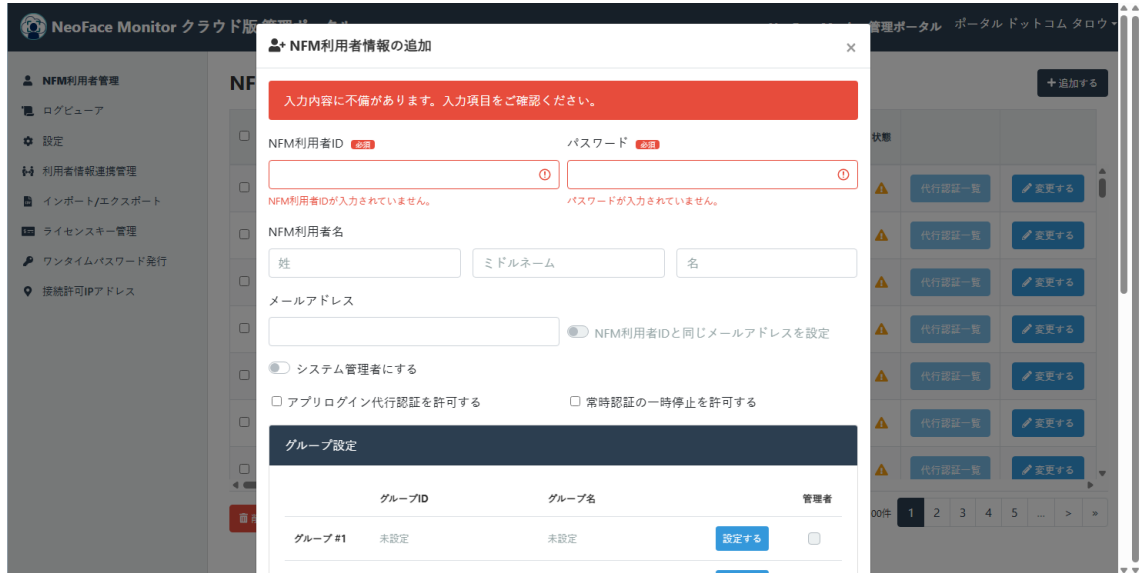 NeoFace Monitor クラウド版
管理ポータル
ポータル ドットコム タロウ
NFM利用者管理
ログビューア
設定
利用者情報連携管理
インポート/エクスポート
ライセンスキー管理
ワンタイムパスワード発行
接続許可IPアドレス
NF
+追加する
NFM利用者情報の追加
×
入力内容に不備があります。入力項目をご確認ください。
NFM利用者ID 必須
パスワード 必須
NFM利用者IDが入力されていません。
パスワードが入力されていません。
NFM利用者名
姓
ミドルネーム
名
メールアドレス
NFM利用者IDと同じメールアドレスを設定
システム管理者にする
アプリログイン代行認証を許可する
常時認証の一時停止を許可する
グループ設定
グループID
グループ名
管理者
グループ #1
未設定
未設定
設定する
状態
代行認証一覧
変更する
代行認証一覧
変更する
代行認証一覧
変更する
代行認証一覧
変更する
代行認証一覧
変更する
代行認証一覧
変更する
代行認証一覧
変更する
00件
1 2 3 4 5 ... > »